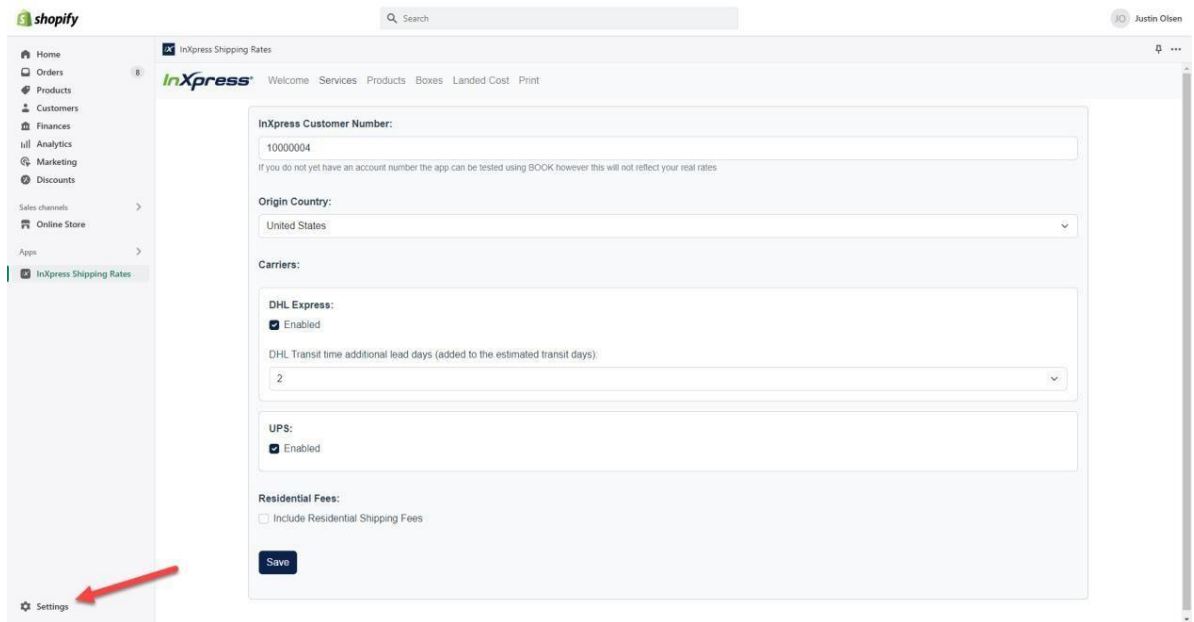 shopify
Search
JO Justin Olsen
Home
Orders 8
Products
Customers
Finances
Analytics
Marketing
Discounts
Sales channels
Online Store
Apps
InXpress Shipping Rates
Settings
iX InXpress Shipping Rates
InXpress Welcome Services Products Boxes Landed Cost Print
InXpress Customer Number:
10000004
If you do not yet have an account number the app can be tested using BOOK however this will not reflect your real rates
Origin Country:
United States
Carriers:
DHL Express:
Enabled
DHL Transit time additional lead days (added to the estimated transit days):
2
UPS:
Enabled
Residential Fees:
Include Residential Shipping Fees
Save